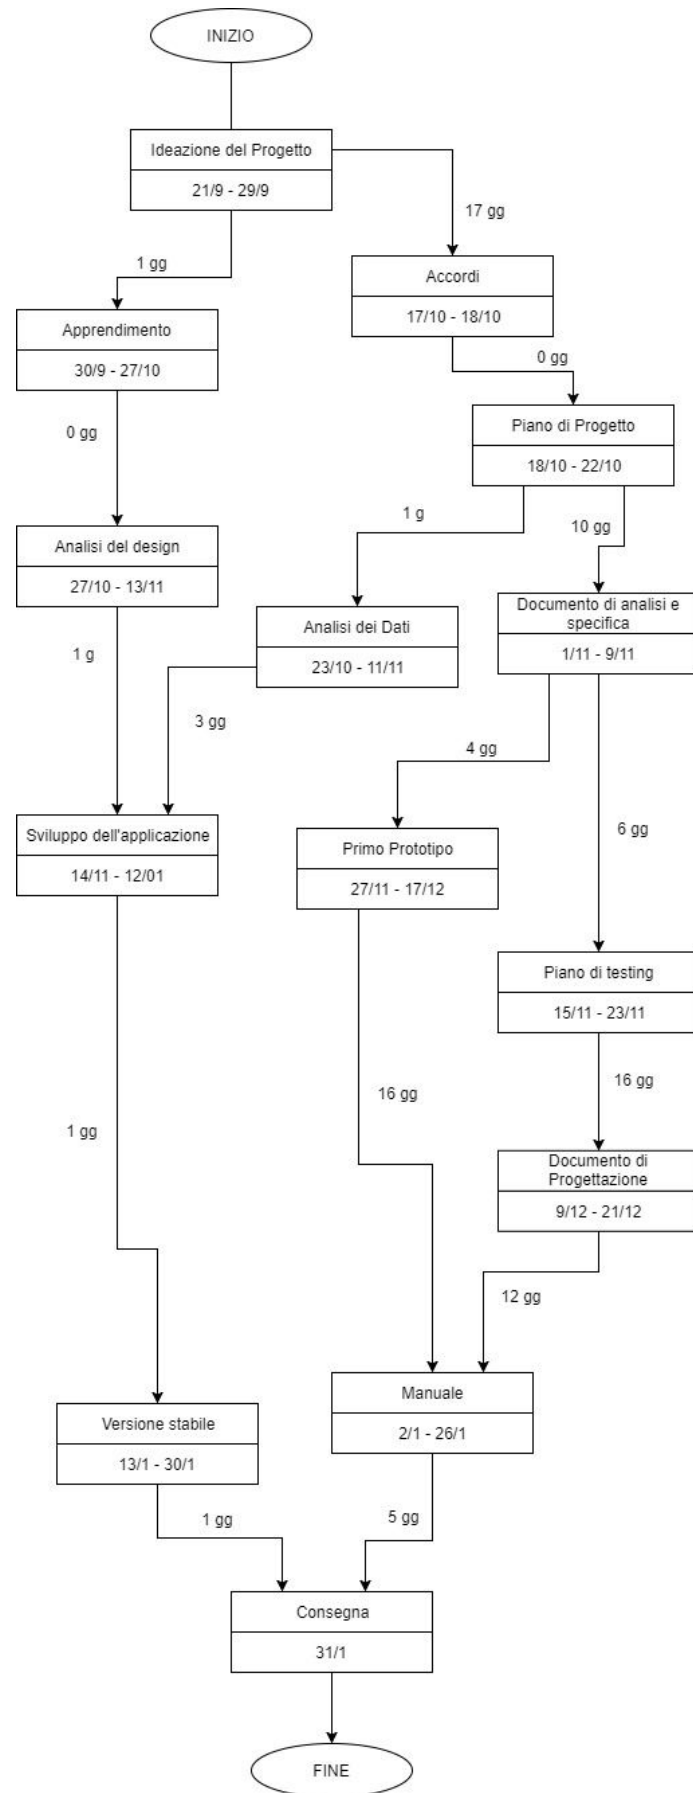 INIZIO
Ideazione del Progetto
21/9 - 29/9
17 gg
1 gg
Accordi
17/10 - 18/10
Apprendimento
30/9 - 27/10
0 gg
Piano di Progetto
18/10 - 22/10
0 gg
1 g
10 gg
Analisi del design
27/10 - 13/11
Documento di analisi e
specifica
1/11 - 9/11
Analisi dei Dati
23/10 - 11/11
1 g
3 gg
4 gg
Sviluppo dell'applicazione
14/11 - 12/01
Primo Prototipo
27/11 - 17/12
6 gg
Piano di testing
15/11 - 23/11
16 gg
16 gg
1 gg
Documento di
Progettazione
9/12 - 21/12
12 gg
Manuale
2/1 - 26/1
Versione stabile
13/1 - 30/1
1 gg
5 gg
Consegna
31/1
FINE